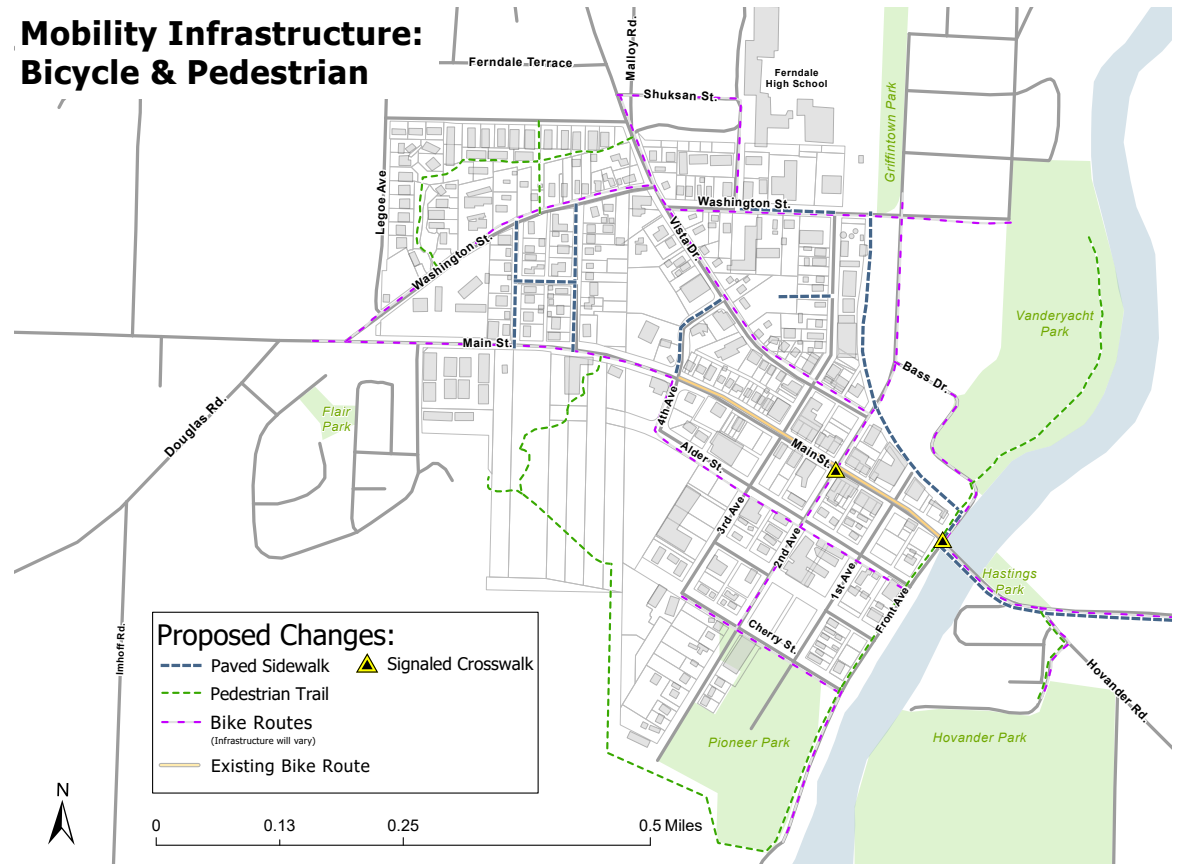 Mobility Infrastructure:
Bicycle & Pedestrian
Ferndale Terrace
Malloy Rd.
Shuksan St.
Ferndale
High School
Griffintown Park
Legoe Ave
Washington St.
Washington St.
Vista Dr.
Vanderyacht
Park
Main St.
Bass Dr.
Douglas Rd.
Flair
Park
4th Ave
Alder St.
Main St.
3rd Ave
2nd Ave
1st Ave
Front Ave
Hastings
Park
Cherry St.
Imhoff Rd.
Hovander Rd.
Pioneer Park
Hovander Park
Proposed Changes:
Paved Sidewalk
Signaled Crosswalk
Pedestrian Trail
Bike Routes
(Infrastructure will vary)
Existing Bike Route
N
0 0.13 0.25 0.5 Miles